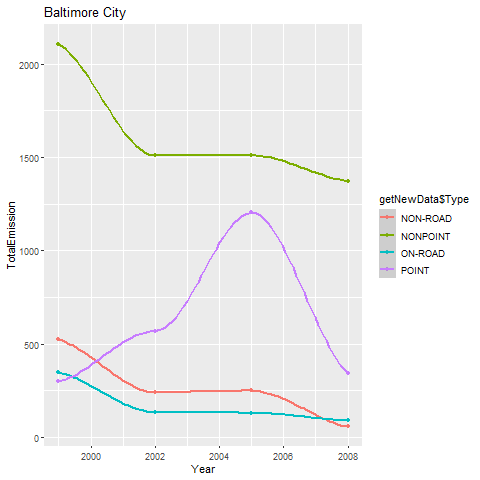 Baltimore City
TotalEmission
2000
1500
1000
500
0
2000
2002
2004
2006
2008
Year
getNewData$Type
NON-ROAD
NONPOINT
ON-ROAD
POINT